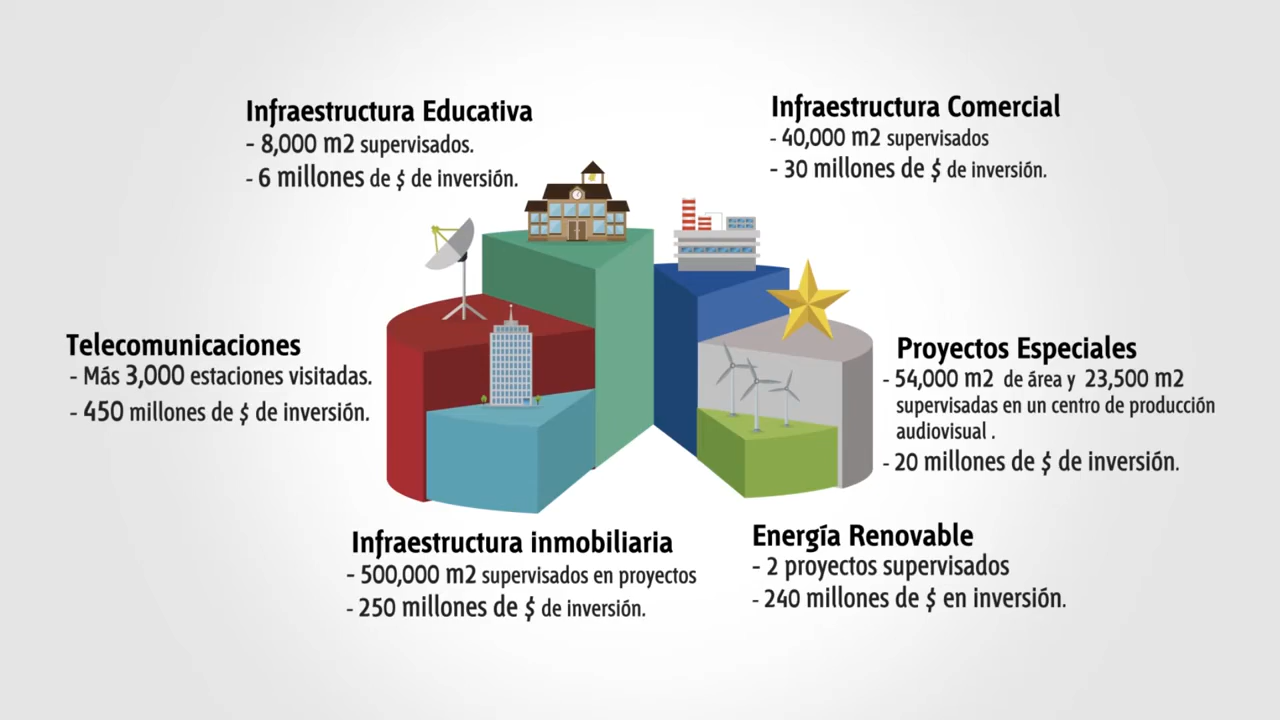 Infraestructura Educativa
- 8,000 m2 supervisados.
- 6 millones de $ de inversión.
Infraestructura Comercial
- 40,000 m2 supervisados
- 30 millones de $ de inversión.
Telecomunicaciones
- Más 3,000 estaciones visitadas.
- 450 millones de $ de inversión.
Proyectos Especiales
- 54,000 m2 de área y 23,500 m2
supervisadas en un centro de producción
audiovisual .
- 20 millones de $ de inversión.
Infraestructura inmobiliaria
- 500,000 m2 supervisados en proyectos
- 250 millones de $ de inversión.
Energía Renovable
- 2 proyectos supervisados
- 240 millones de $ en inversión.